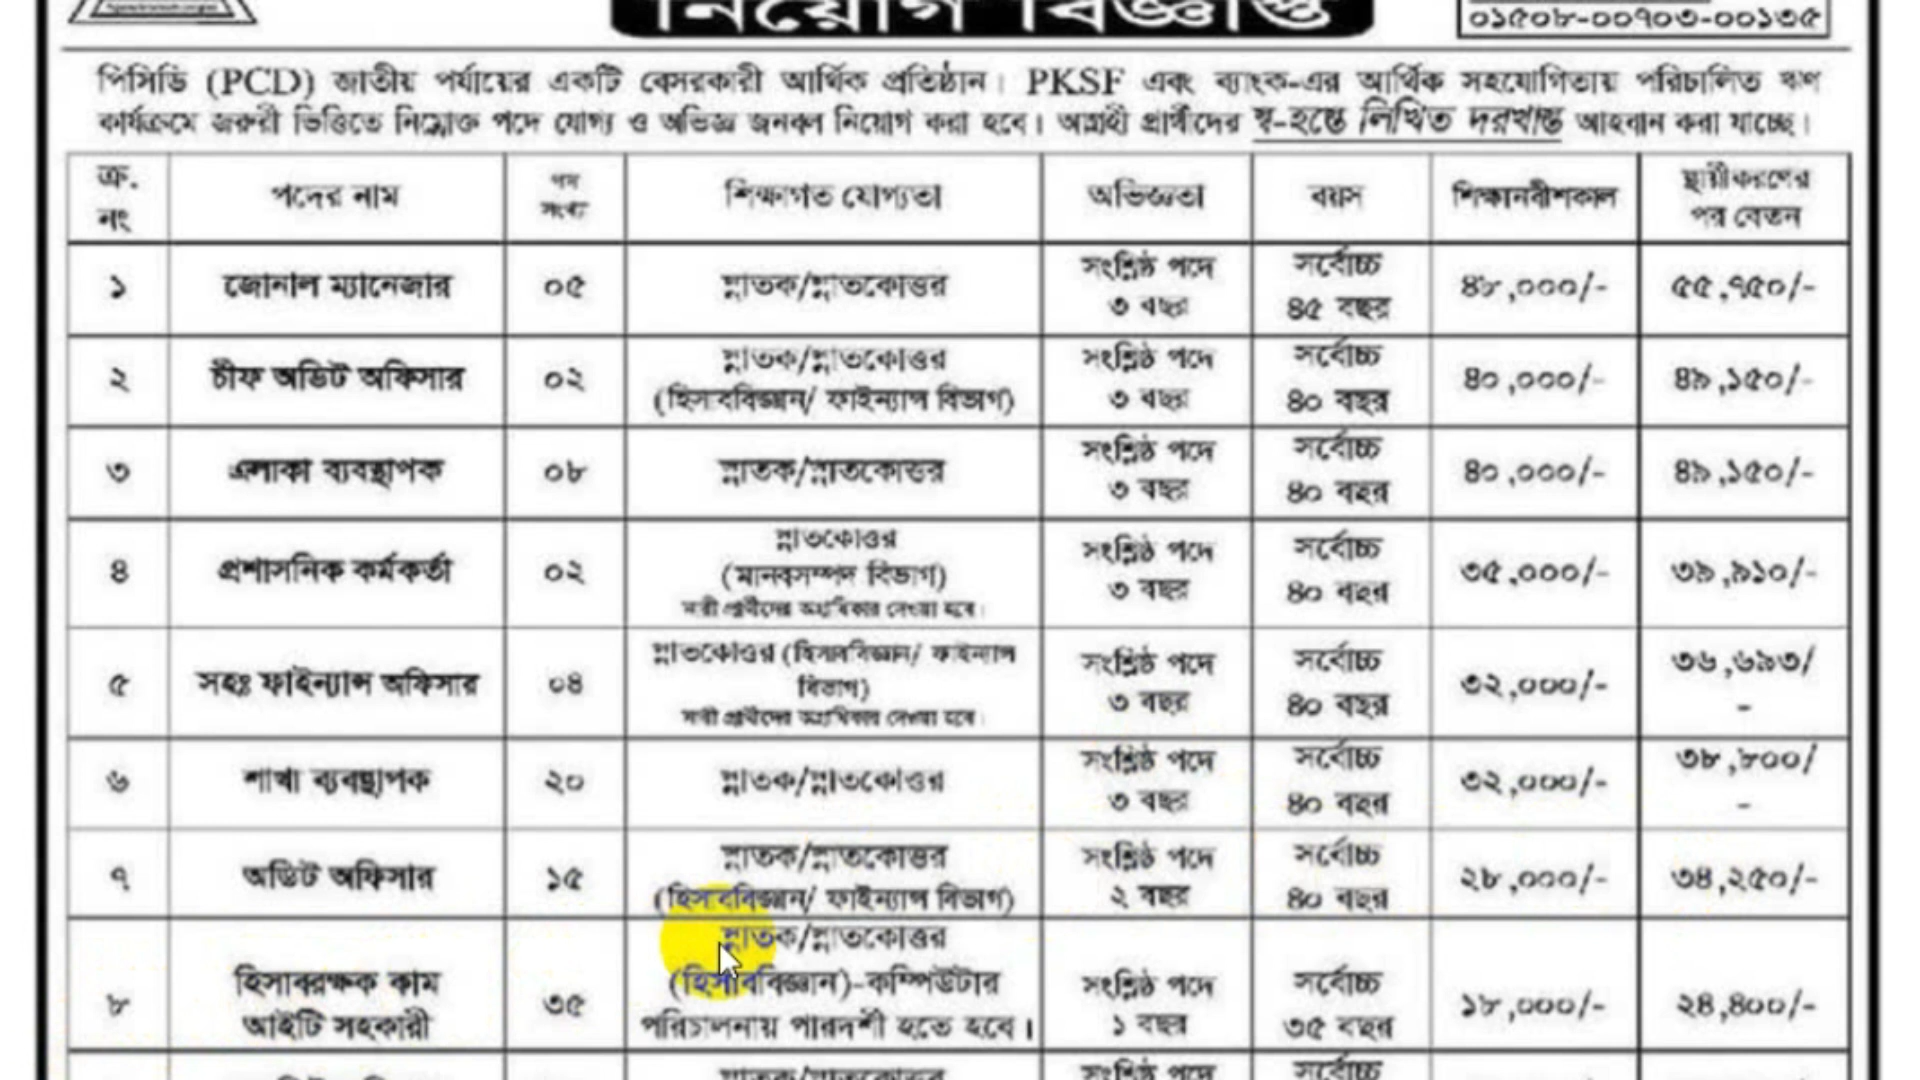 নিয়োগ বিজ্ঞপ্তি
০১৫০৮-০০৭০৩-০০১৩৫
পিসিডি (PCD) জাতীয় পর্যায়ের একটি বেসরকারী আর্থিক প্রতিষ্ঠান। PKSF এবং ব্যাংক-এর আর্থিক সহযোগিতায় পরিচালিত ঋণ
কার্যক্রমে জরুরী ভিত্তিতে নিম্নোক্ত পদে যোগ্য ও অভিজ্ঞ জনবল নিয়োগ করা হবে। আগ্রহী প্রার্থীদের স্ব-হস্তে লিখিত দরখাস্ত আহবান করা যাচ্ছে।
ক্র. নং পদের নাম পদ সংখ্যা শিক্ষাগত যোগ্যতা অভিজ্ঞতা বয়স শিক্ষানবীশকাল স্থায়ীকরণের পর বেতন
১ জোনাল ম্যানেজার ০৫ স্নাতক/স্নাতকোত্তর সংশ্লিষ্ঠ পদে ৩ বছর সর্বোচ্চ ৪৫ বছর ৪৮,০০০/- ৫৫,৭৫০/-
২ চীফ অডিট অফিসার ০২ স্নাতক/স্নাতকোত্তর (হিসাববিজ্ঞান/ ফাইন্যান্স বিভাগ) সংশ্লিষ্ঠ পদে ৩ বছর সর্বোচ্চ ৪০ বছর ৪০,০০০/- ৪৯,১৫০/-
৩ এলাকা ব্যবস্থাপক ০৮ স্নাতক/স্নাতকোত্তর সংশ্লিষ্ঠ পদে ৩ বছর সর্বোচ্চ ৪০ বছর ৪০,০০০/- ৪৯,১৫০/-
৪ প্রশাসনিক কর্মকর্তা ০২ স্নাতকোত্তর (মানবসম্পদ বিভাগ) নারী প্রার্থীদের অগ্রাধিকার দেওয়া হবে। সংশ্লিষ্ঠ পদে ৩ বছর সর্বোচ্চ ৪০ বছর ৩৫,০০০/- ৩৯,৯১০/-
৫ সহঃ ফাইন্যান্স অফিসার ০৪ স্নাতকোত্তর (হিসাববিজ্ঞান/ ফাইন্যান্স বিভাগ) নারী প্রার্থীদের অগ্রাধিকার দেওয়া হবে। সংশ্লিষ্ঠ পদে ৩ বছর সর্বোচ্চ ৪০ বছর ৩২,০০০/- ৩৬,৬৯৩/-
৬ শাখা ব্যবস্থাপক ২০ স্নাতক/স্নাতকোত্তর সংশ্লিষ্ঠ পদে ৩ বছর সর্বোচ্চ ৪০ বছর ৩২,০০০/- ৩৮,৮০০/-
৭ অডিট অফিসার ১৫ স্নাতক/স্নাতকোত্তর (হিসাববিজ্ঞান/ ফাইন্যান্স বিভাগ) সংশ্লিষ্ঠ পদে ২ বছর সর্বোচ্চ ৪০ বছর ২৮,০০০/- ৩৪,২৫০/-
৮ হিসাবরক্ষক কাম আইটি সহকারী ৩৫ স্নাতক/স্নাতকোত্তর (হিসাববিজ্ঞান)-কম্পিউটার পরিচালনায় পারদর্শী হতে হবে। সংশ্লিষ্ঠ পদে ১ বছর সর্বোচ্চ ৩৫ বছর ১৮,০০০/- ২৪,৪০০/-
স্নাতক/স্নাতকোত্তর সংশ্লিষ্ঠ পদে সর্বোচ্চ